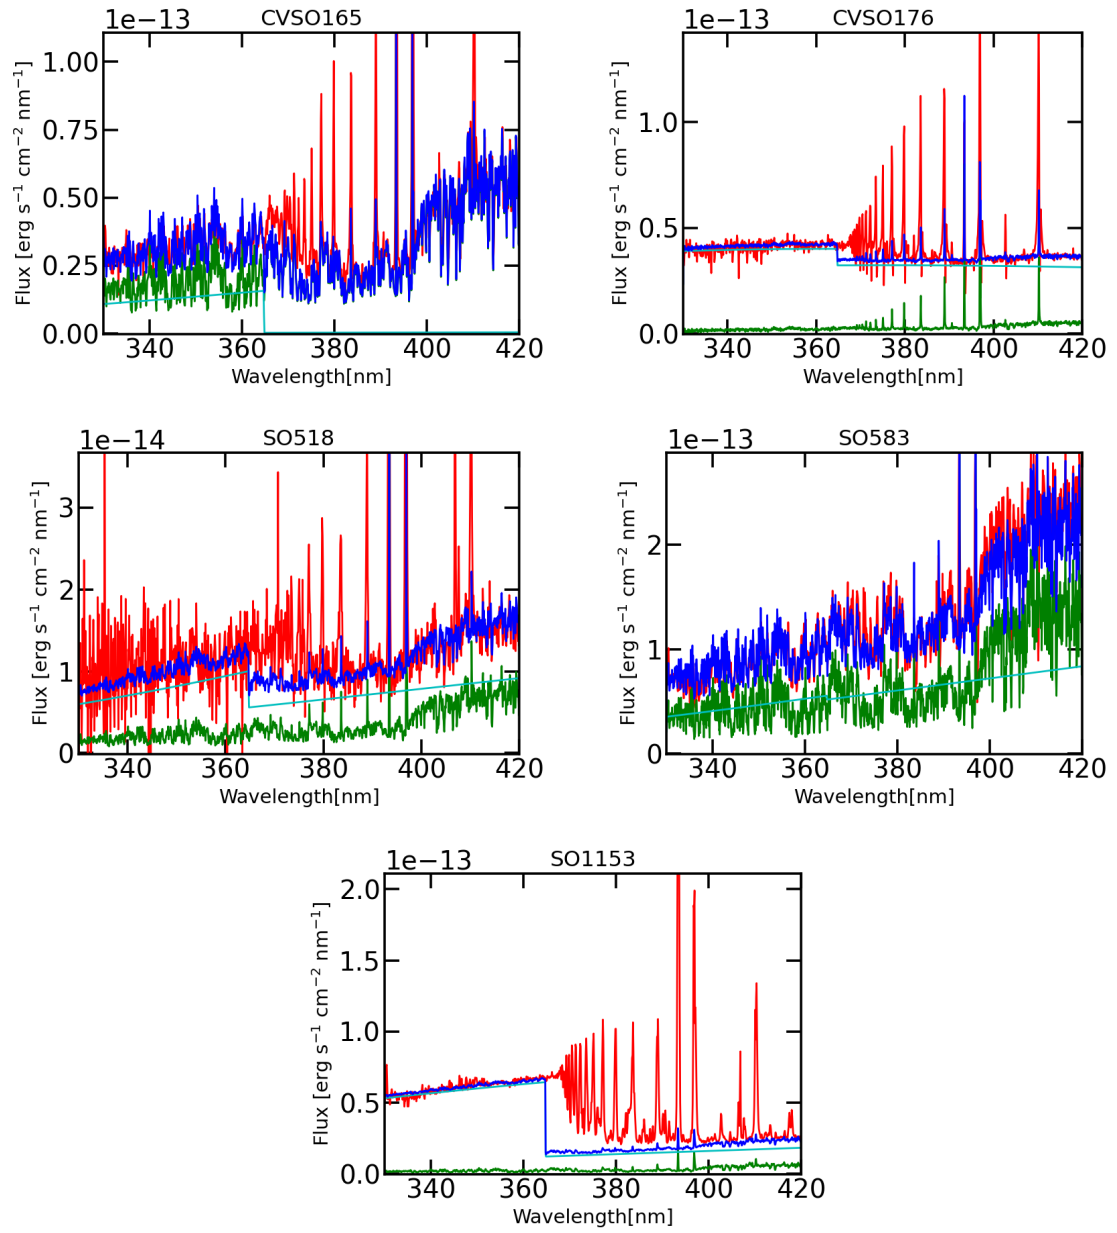 1e−13 CVSO165
1.00
0.75
0.50
0.25
0.00
Flux [erg s−1 cm−2 nm−1]
340 360 380 400 420
Wavelength[nm]
1e−13 CVSO176
1.0
0.5
0.0
Flux [erg s−1 cm−2 nm−1]
340 360 380 400 420
Wavelength[nm]
1e−14 SO518
3
2
1
0
Flux [erg s−1 cm−2 nm−1]
340 360 380 400 420
Wavelength[nm]
1e−13 SO583
2
1
0
Flux [erg s−1 cm−2 nm−1]
340 360 380 400 420
Wavelength[nm]
1e−13 SO1153
2.0
1.5
1.0
0.5
0.0
Flux [erg s−1 cm−2 nm−1]
340 360 380 400 420
Wavelength[nm]